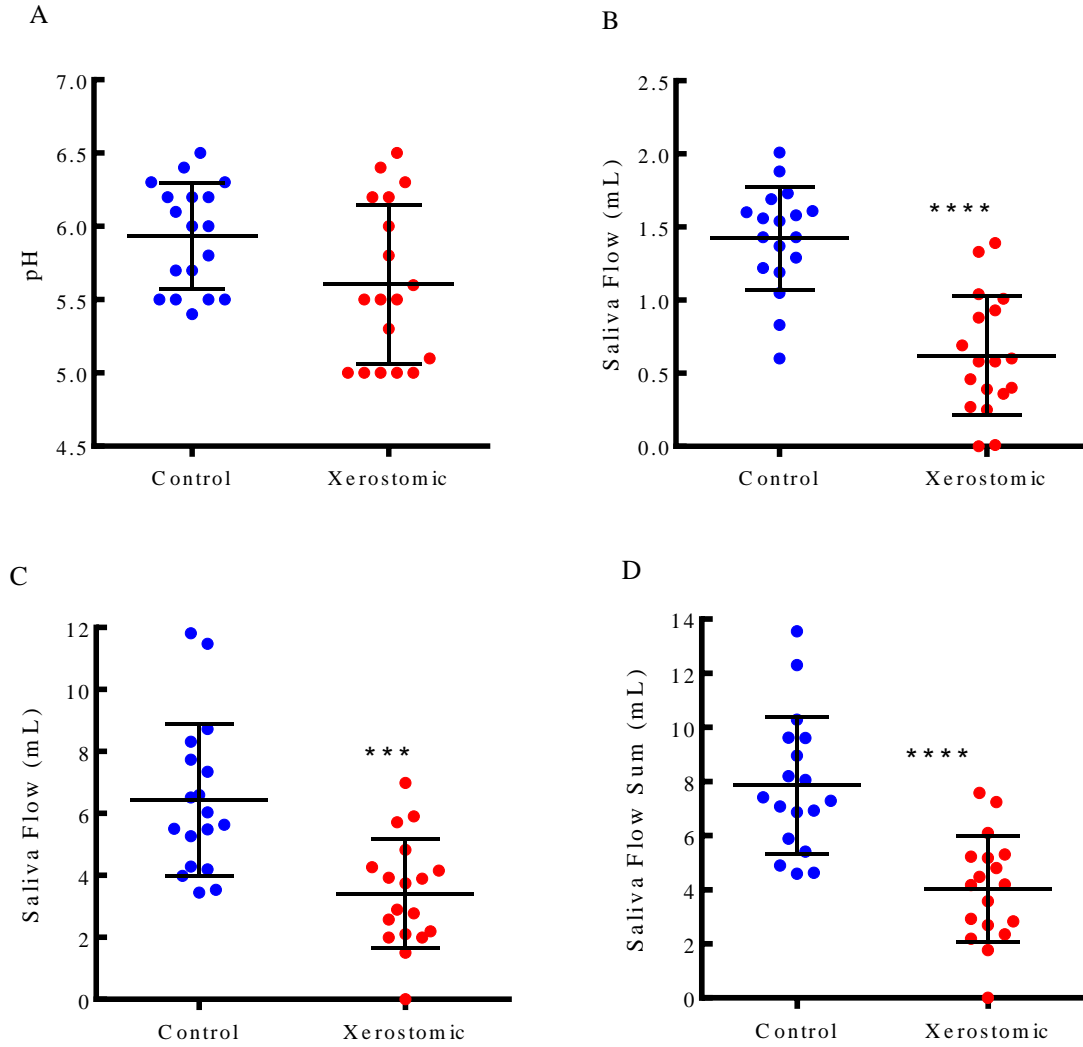 A
7.0
6.5
6.0
5.5
5.0
4.5
pH
Control Xerostomic
B
2.5
2.0
1.5
1.0
0.5
0.0
Saliva Flow (mL)
****
Control Xerostomic
C
12
10
8
6
4
2
0
Saliva Flow (mL)
***
Control Xerostomic
D
14
12
10
8
6
4
2
0
Saliva Flow Sum (mL)
****
Control Xerostomic